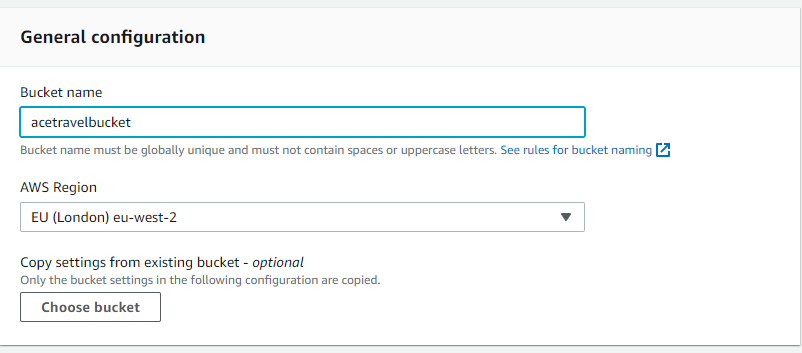 General configuration
Bucket name
acetravelbucket
Bucket name must be globally unique and must not contain spaces or uppercase letters. See rules for bucket naming
AWS Region
EU (London) eu-west-2
Copy settings from existing bucket - optional
Only the bucket settings in the following configuration are copied.
Choose bucket